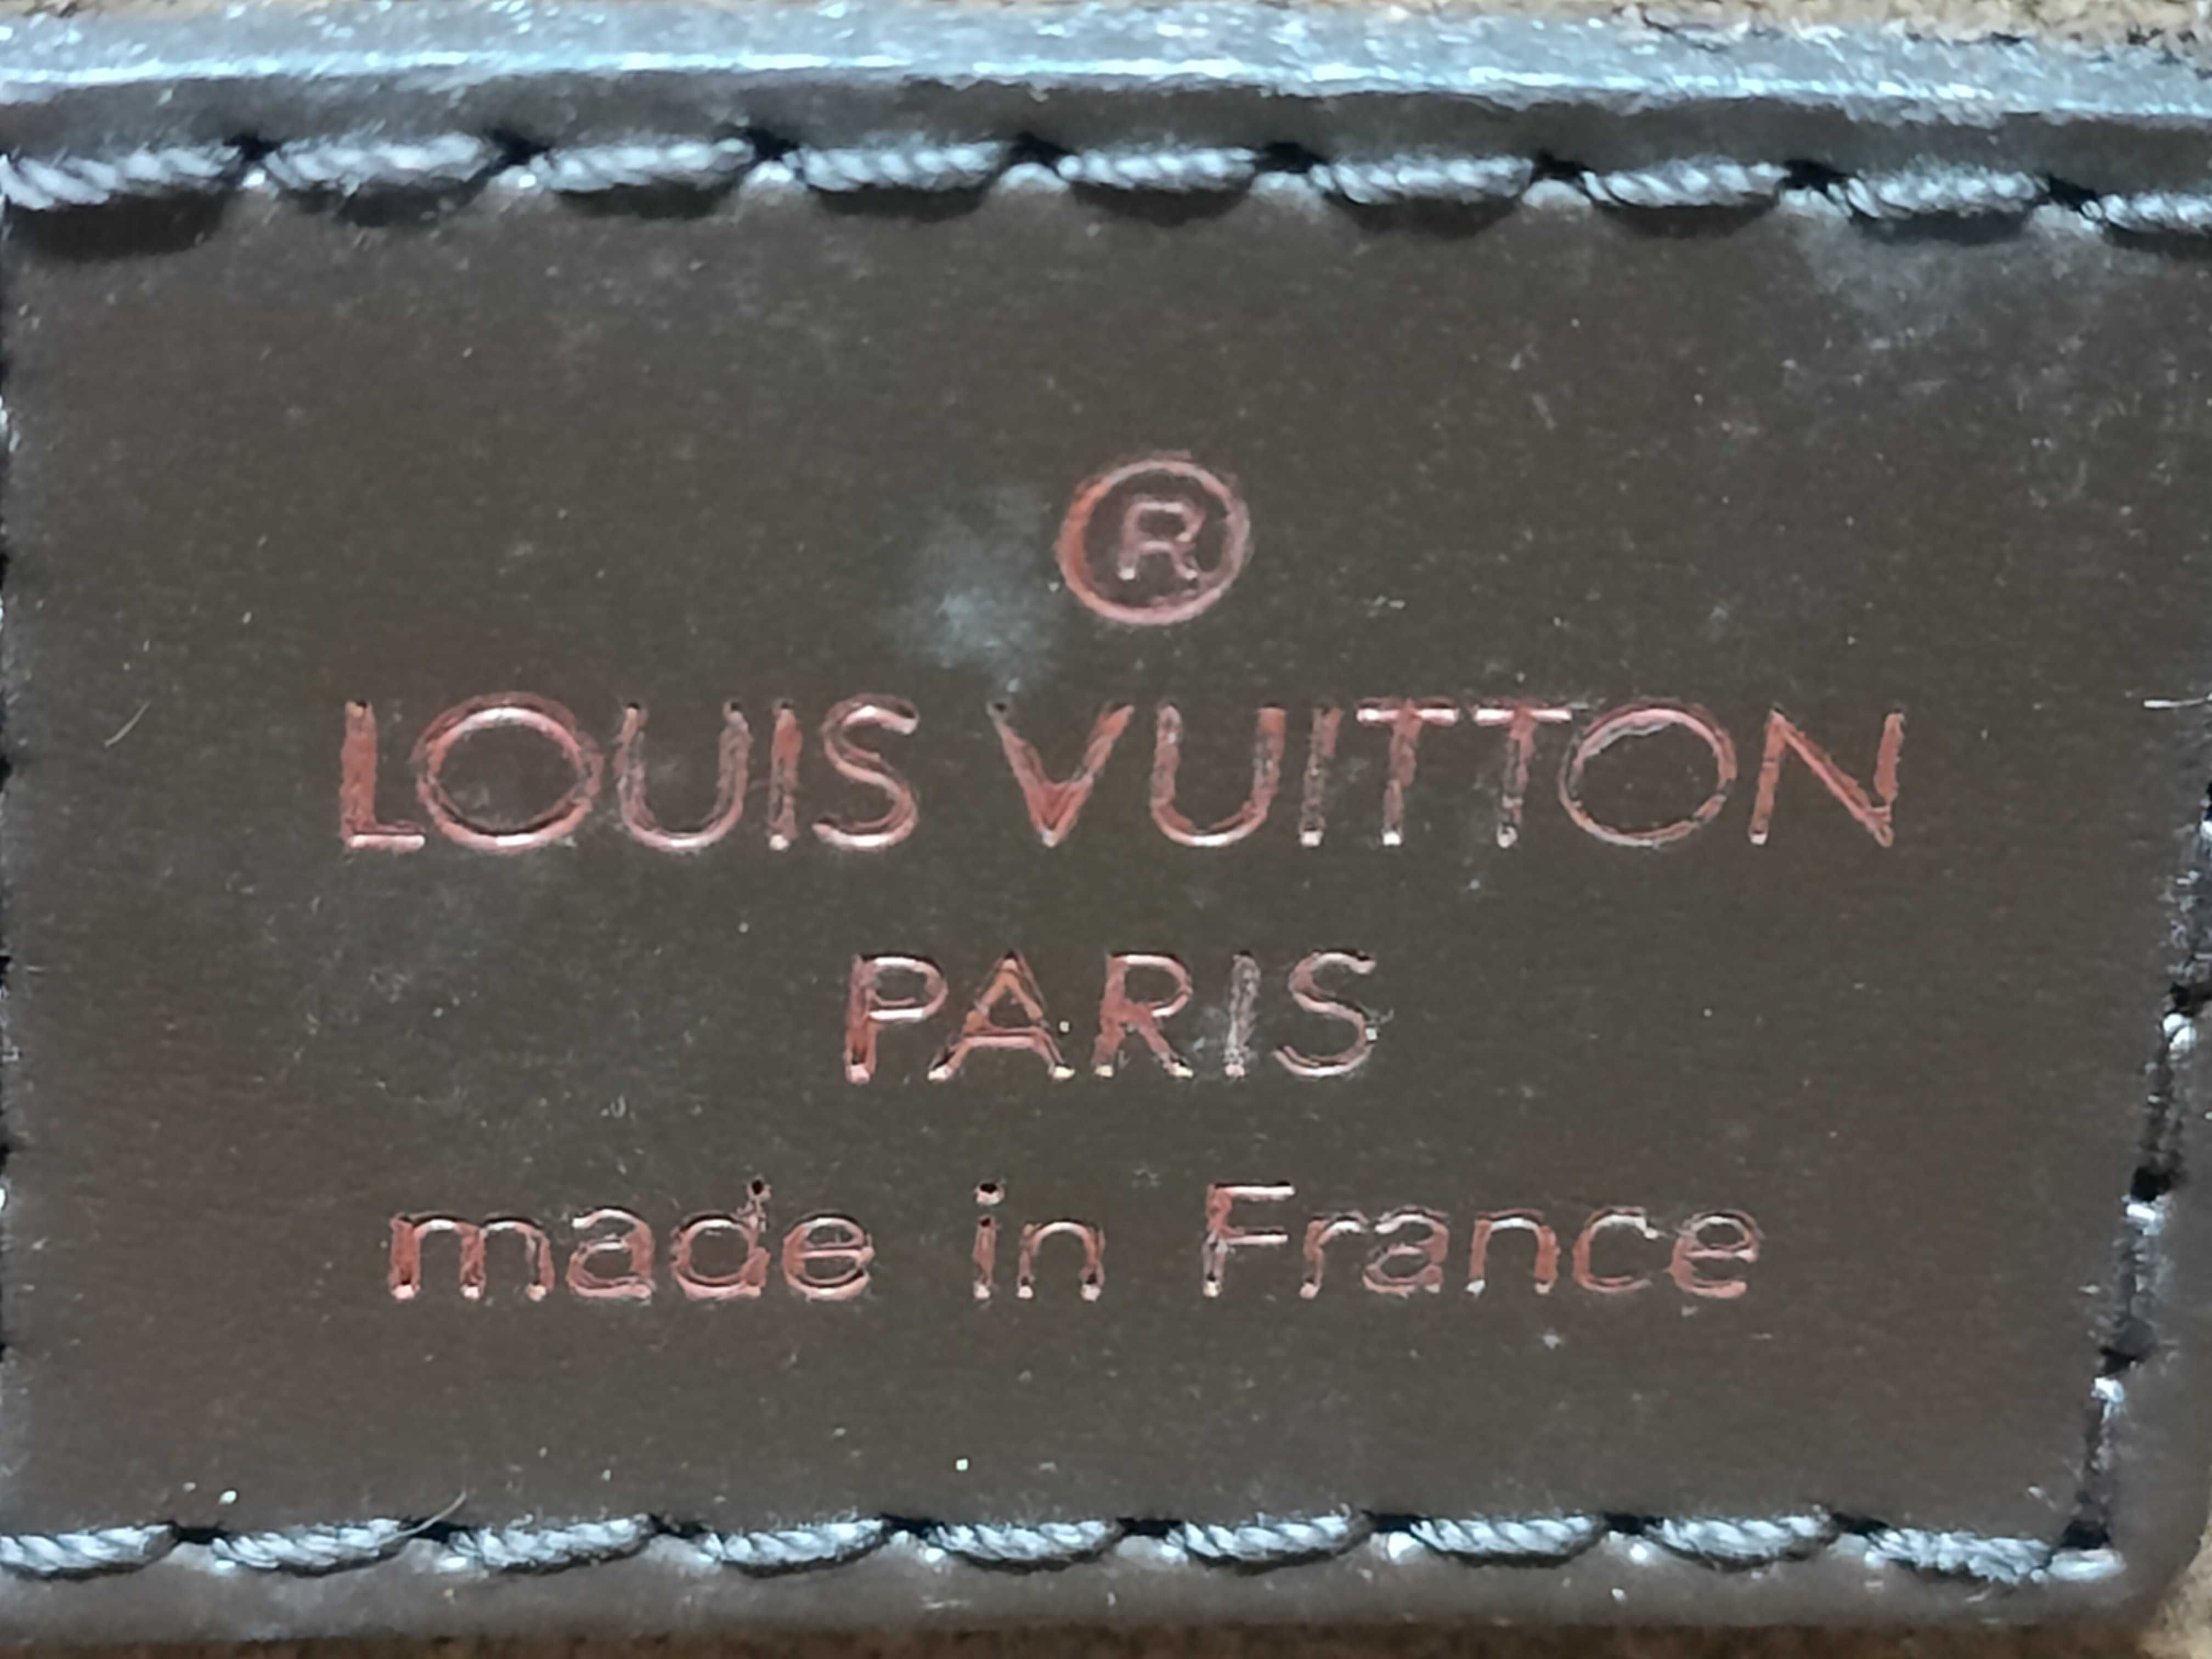 ®
LOUIS VUITTON
PARIS
made in France